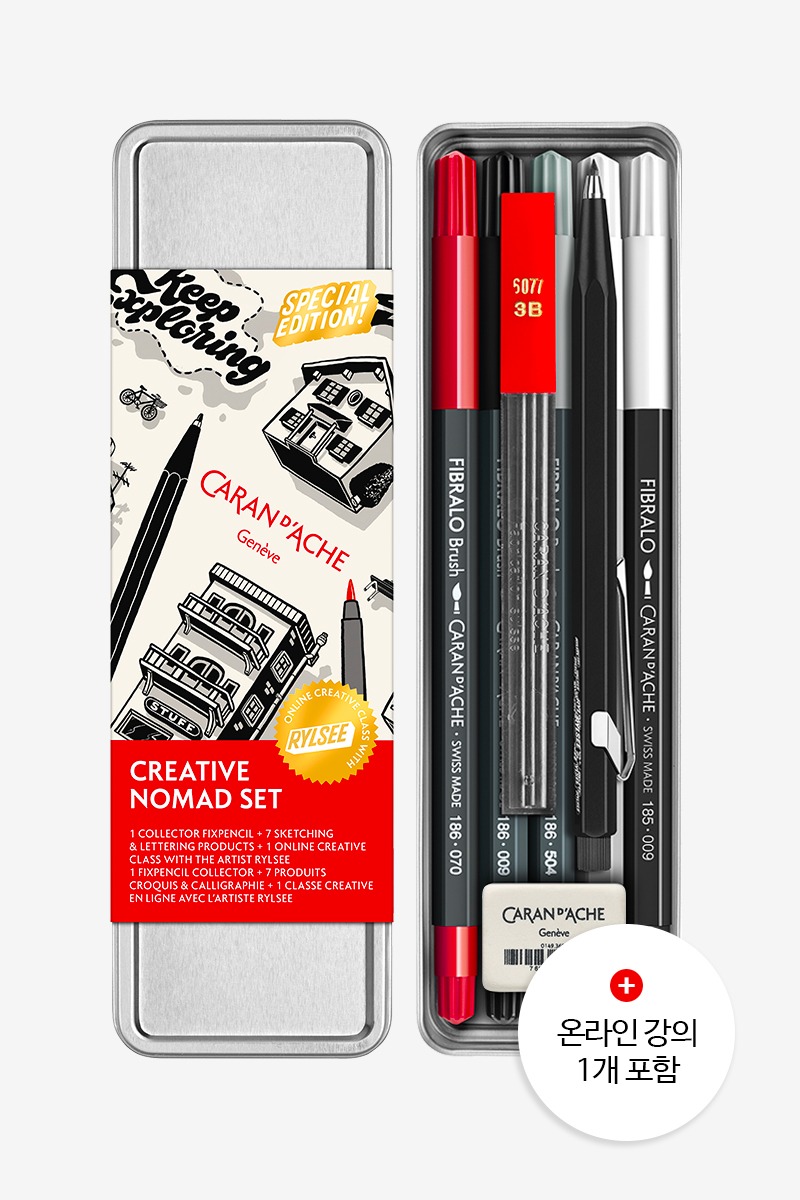 Keep
Exploring
SPECIAL
EDITION!
CARAN D'ACHE
Genève
STUFF
ONLINE CREATIVE CLASS WITH
RYLSEE
CREATIVE
NOMAD SET
1 COLLECTOR FIXPENCIL + 7 SKETCHING
& LETTERING PRODUCTS + 1 ONLINE CREATIVE
CLASS WITH THE ARTIST RYLSEE
1 FIXPENCIL COLLECTOR + 7 PRODUITS
CROQUIS & CALLIGRAPHIE + 1 CLASSE CREATIVE
EN LIGNE AVEC L'ARTISTE RYLSEE
6077
3B
FIBRALO Brush CARAN D'ACHE · SWISS MADE 186 · 070
186 · 009
186 · 504
FIBRALO CARAN D'ACHE · SWISS MADE 185 · 009
CARAN D'ACHE
Genève
온라인 강의
1개 포함